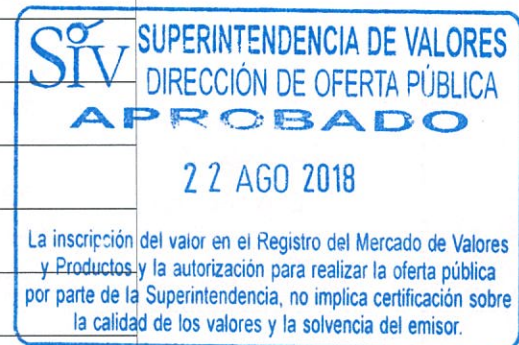 SIV SUPERINTENDENCIA DE VALORES
DIRECCIÓN DE OFERTA PÚBLICA
APROBADO
22 AGO 2018
La inscripción del valor en el Registro del Mercado de Valores
y Productos y la autorización para realizar la oferta pública
por parte de la Superintendencia, no implica certificación sobre
la calidad de los valores y la solvencia del emisor.